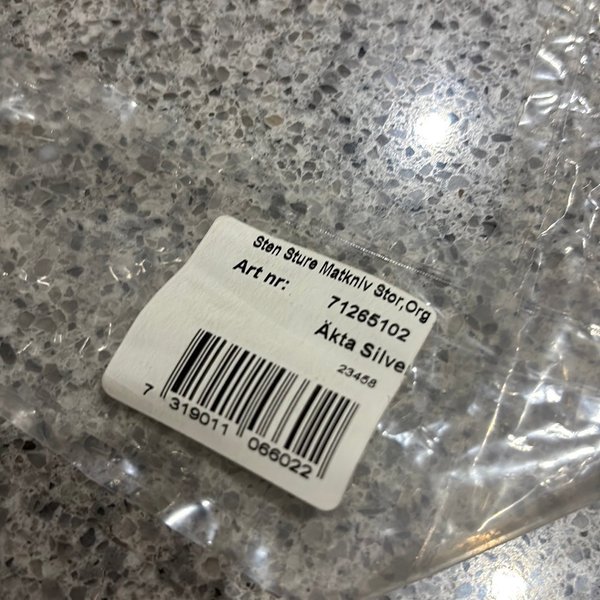 Sten Sture Matkniv Stor,Org
Art nr:
71265102
Äkta Silve
23458
7 319011 066022